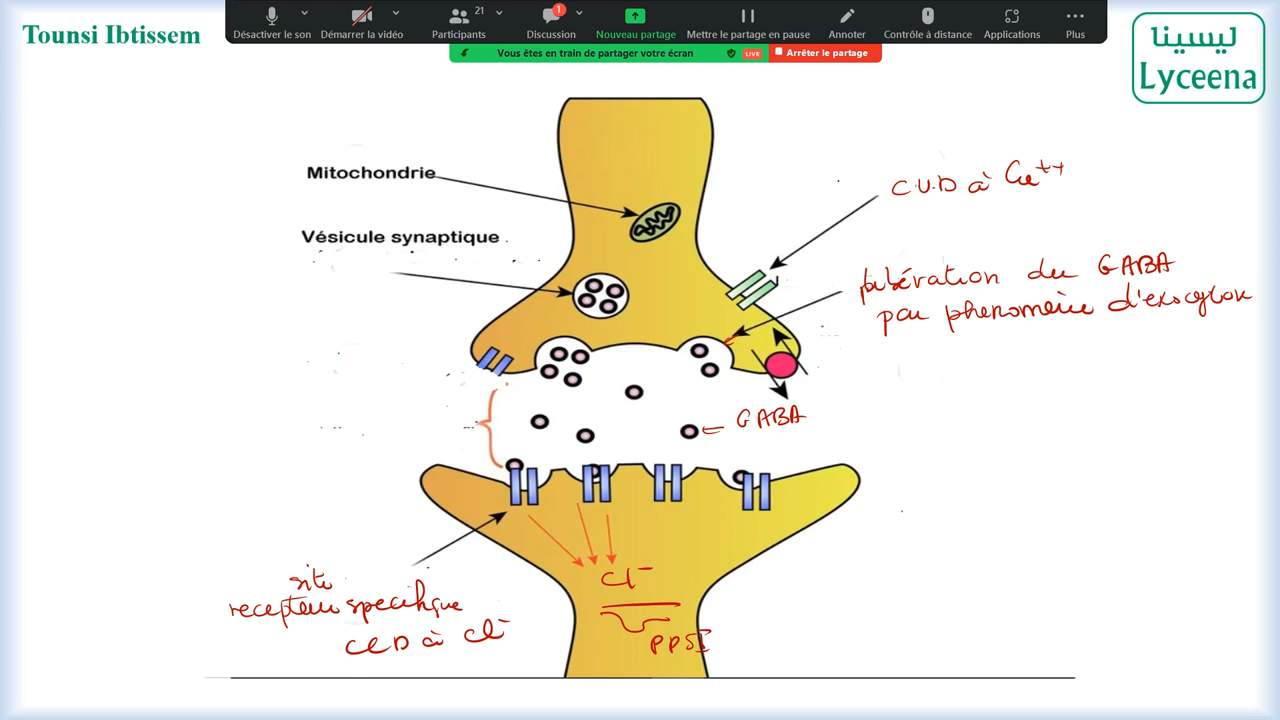 Tounsi Ibtissem
Désactiver le son
Démarrer la vidéo
21
Participants
1
Discussion
Nouveau partage
Mettre le partage en pause
Annoter
Contrôle à distance
Applications
Plus
Vous êtes en train de partager votre écran
LIVE
Arrêter le partage
ليسينا
Lyceena
Mitochondrie
C.V.D à Ca++
Vésicule synaptique
libération du GABA
par phenomène d'exocytose
GABA
site
recepteur specifique
CCD à Cl-
Cl-
PPSI